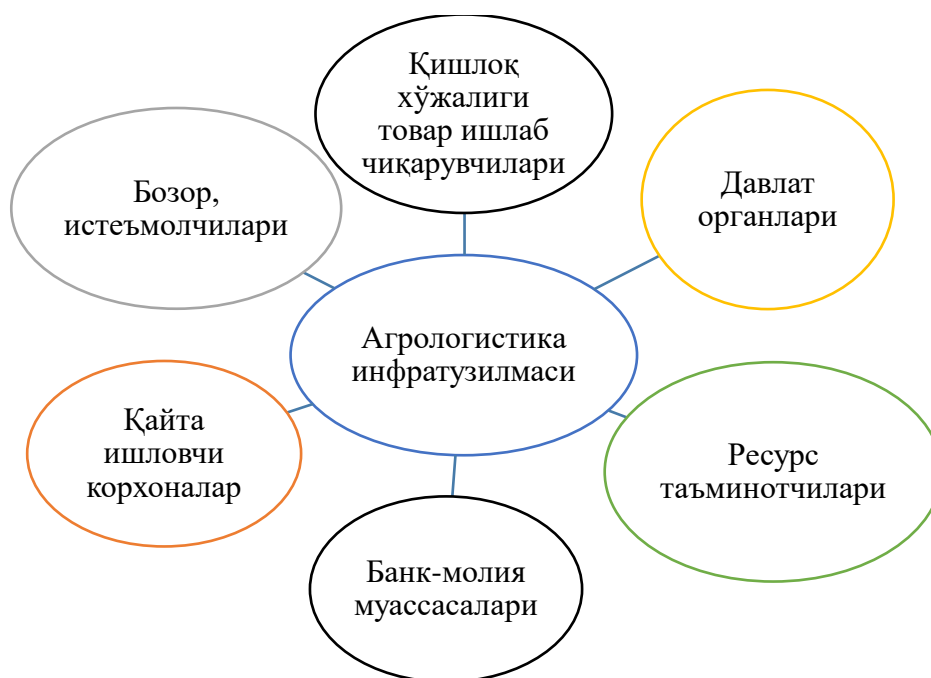 Қишлоқ
хўжалиги
товар ишлаб
чиқарувчилари
Давлат
органлари
Бозор,
истеъмолчилари
Агрологистика
инфратузилмаси
Қайта
ишловчи
корхоналар
Ресурс
таъминотчилари
Банк-молия
муассасалари